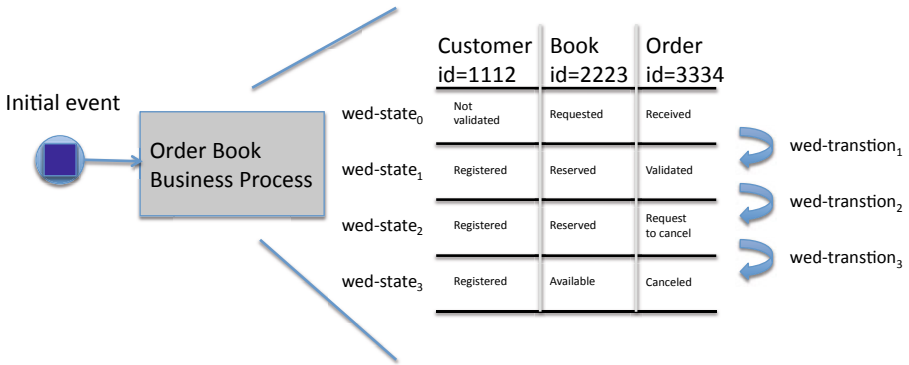 Initial event
Order Book
Business Process
Customer Book Order
id=1112 id=2223 id=3334
wed-state0 Not validated Requested Received
wed-transtion1
wed-state1 Registered Reserved Validated
wed-transtion2
wed-state2 Registered Reserved Request to cancel
wed-transtion3
wed-state3 Registered Available Canceled